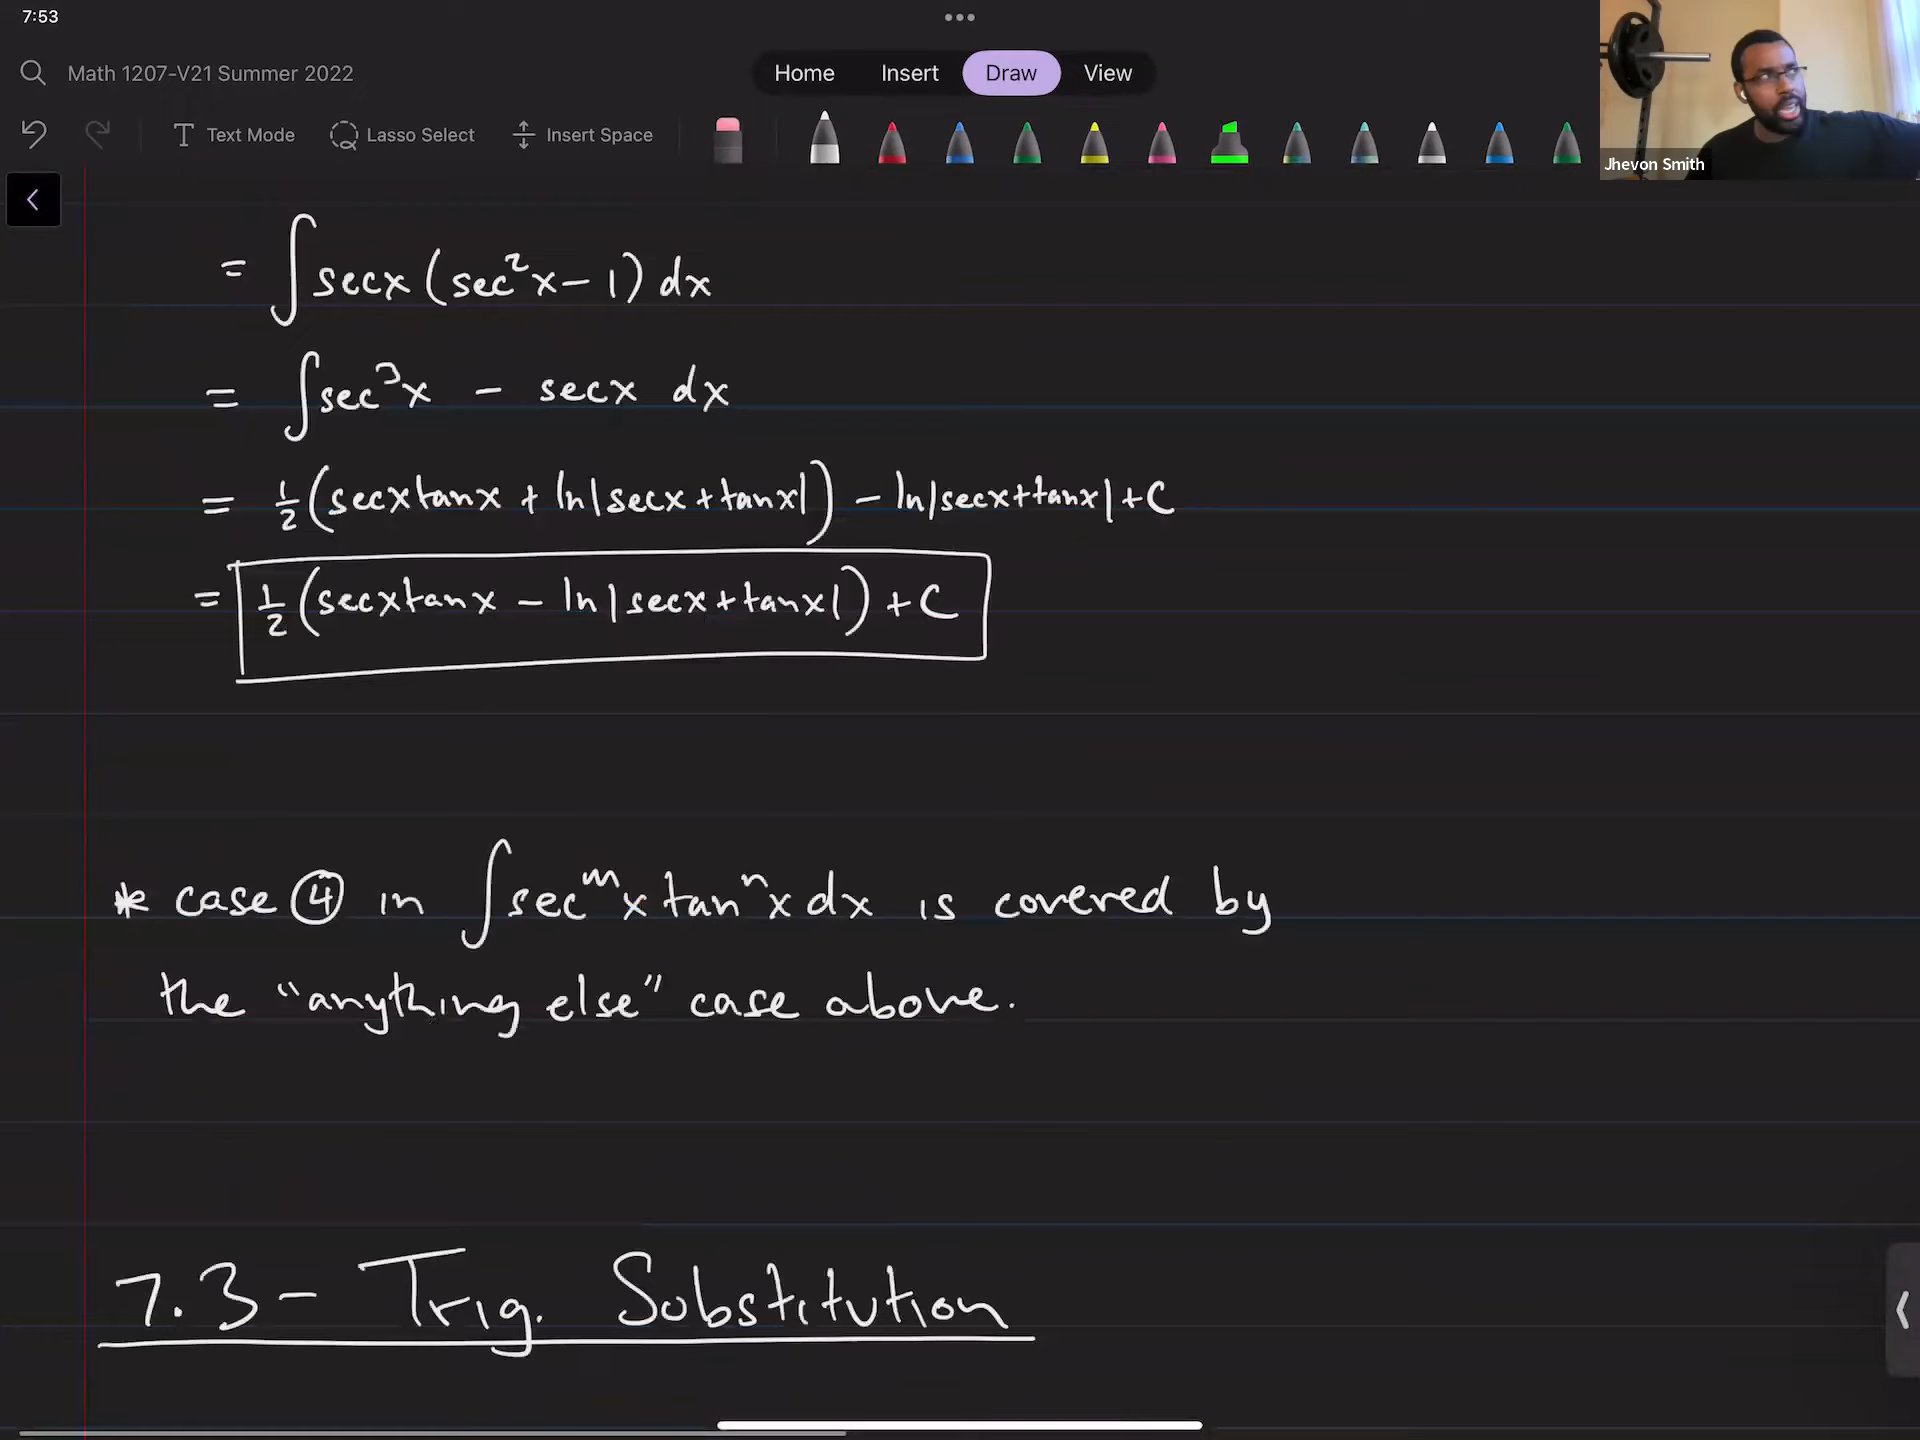 7:53
Math 1207-V21 Summer 2022
Home Insert Draw View
Text Mode Lasso Select Insert Space
Jhevon Smith
= ∫ secx (sec²x - 1) dx
= ∫ sec³x - secx dx
= ½ (secxtanx + ln|secx + tanx|) - ln|secx + tanx| + C
= ½ (secxtanx - ln|secx + tanx|) + C
* case ④ in ∫ secᵐx tanⁿx dx is covered by
the "anything else" case above.
7.3 - Trig. Substitution